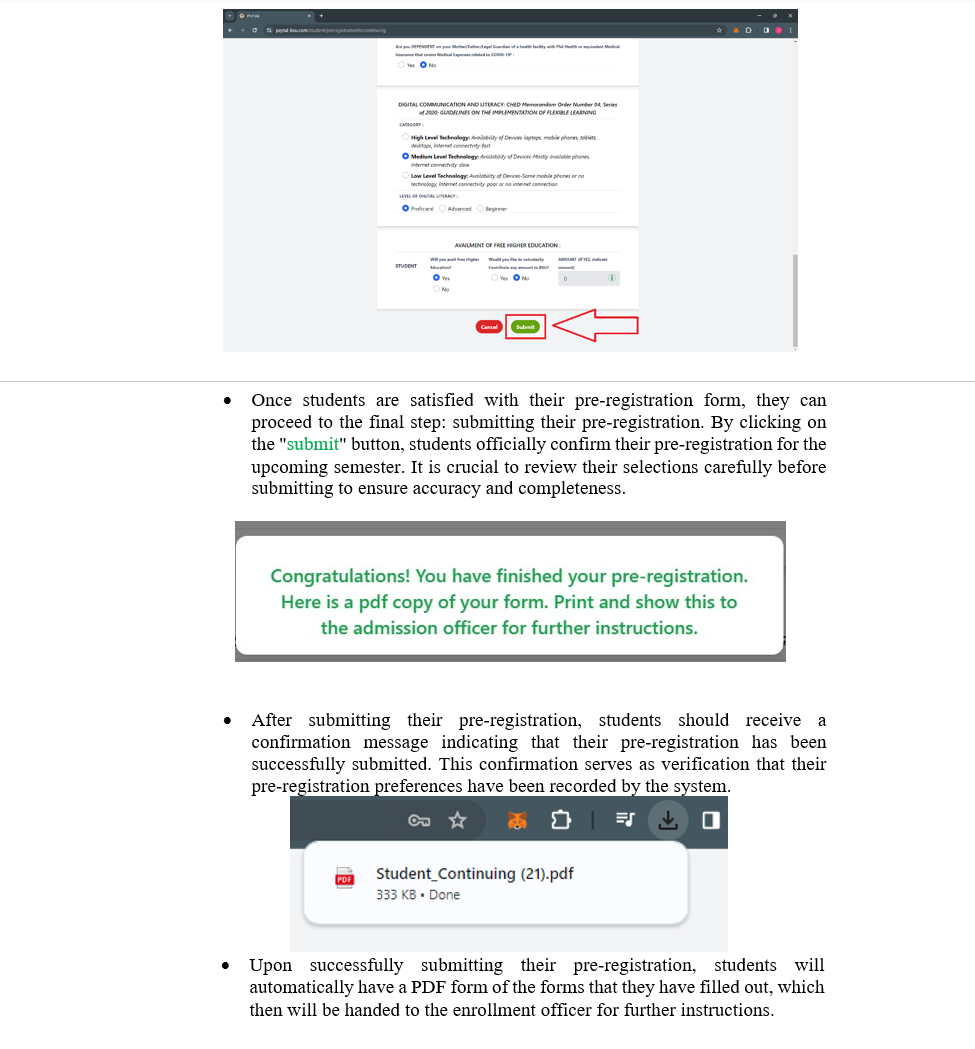 Are you DEPENDENT on your Mother/Father/Legal Guardian of a health facility with Phil-Health or equivalent Medical
Insurance that covers Medical Expenses related to COVID-19? :
Yes No
DIGITAL COMMUNICATION AND LITERACY: CHED Memorandom Order Number 04, Series
of 2020: GUIDELINES ON THE IMPLEMENTATION OF FLEXIBLE LEARNING
CATEGORY :
High Level Technology: Availability of Devices-laptops, mobile phones, tablets,
desktops, Internet connectivity-fast
Medium Level Technology: Availability of Devices-Mostly available phones,
Internet connectivity slow
Low Level Technology: Availability of Devices-Some mobile phones or no
technology, Internet connectivity poor or no internet connection
LEVEL OF DIGITAL LITERACY :
Proficient Advanced Beginner
AVAILMENT OF FREE HIGHER EDUCATION :
STUDENT
Will you avail Free Higher
Education?
Yes
No
Would you like to voluntarily
Contribute any amount to BSU?
Yes No
AMOUNT (if YES, indicate
amount)
0
Cancel Submit
• Once students are satisfied with their pre-registration form, they can
proceed to the final step: submitting their pre-registration. By clicking on
the "submit" button, students officially confirm their pre-registration for the
upcoming semester. It is crucial to review their selections carefully before
submitting to ensure accuracy and completeness.
Congratulations! You have finished your pre-registration.
Here is a pdf copy of your form. Print and show this to
the admission officer for further instructions.
• After submitting their pre-registration, students should receive a
confirmation message indicating that their pre-registration has been
successfully submitted. This confirmation serves as verification that their
pre-registration preferences have been recorded by the system.
PDF
Student_Continuing (21).pdf
333 KB • Done
• Upon successfully submitting their pre-registration, students will
automatically have a PDF form of the forms that they have filled out, which
then will be handed to the enrollment officer for further instructions.